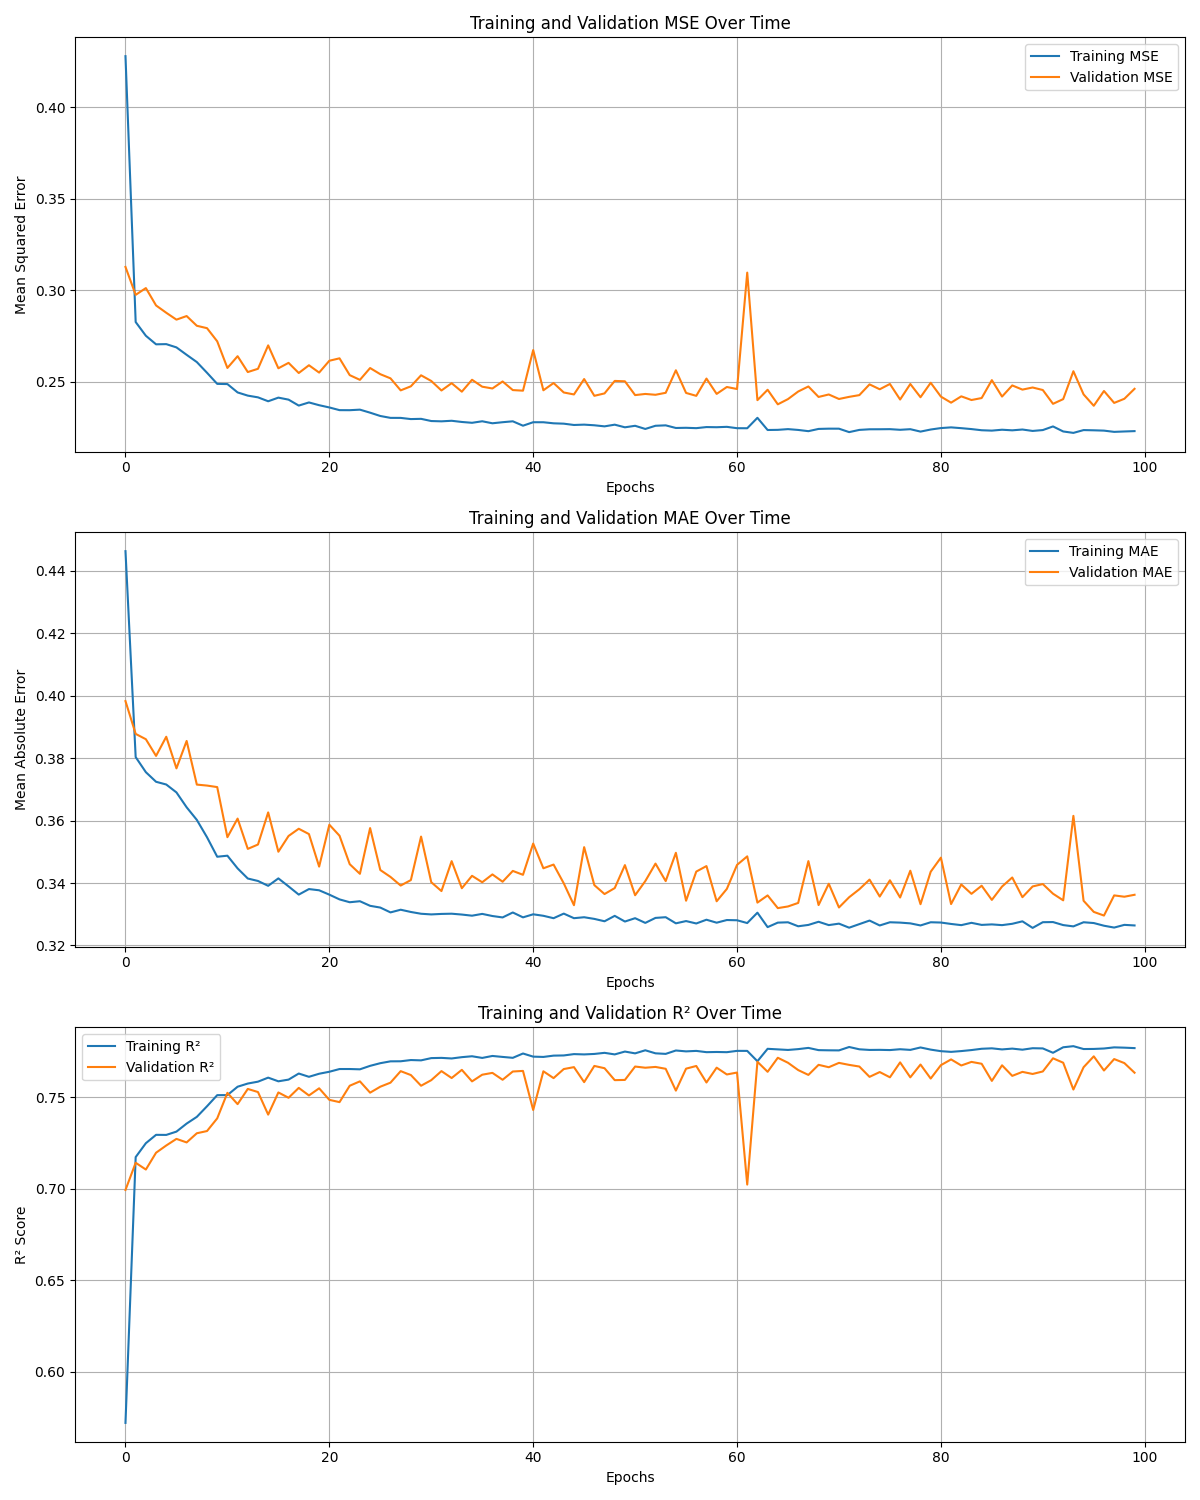 Training and Validation MSE Over Time
Training MSE
Validation MSE
0.40
0.35
0.30
0.25
Mean Squared Error
0 20 40 60 80 100
Epochs
Training and Validation MAE Over Time
Training MAE
Validation MAE
0.44
0.42
0.40
0.38
0.36
0.34
0.32
Mean Absolute Error
0 20 40 60 80 100
Epochs
Training and Validation R² Over Time
Training R²
Validation R²
0.75
0.70
0.65
0.60
R² Score
0 20 40 60 80 100
Epochs